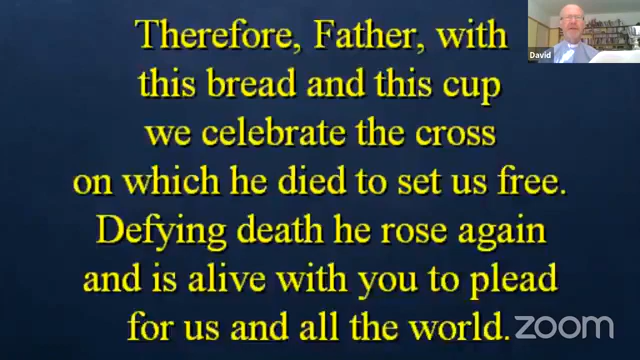 Therefore, Father, with
this bread and this cup
we celebrate the cross
on which he died to set us free.
Defying death he rose again
and is alive with you to plead
for us and all the world.
David
zoom